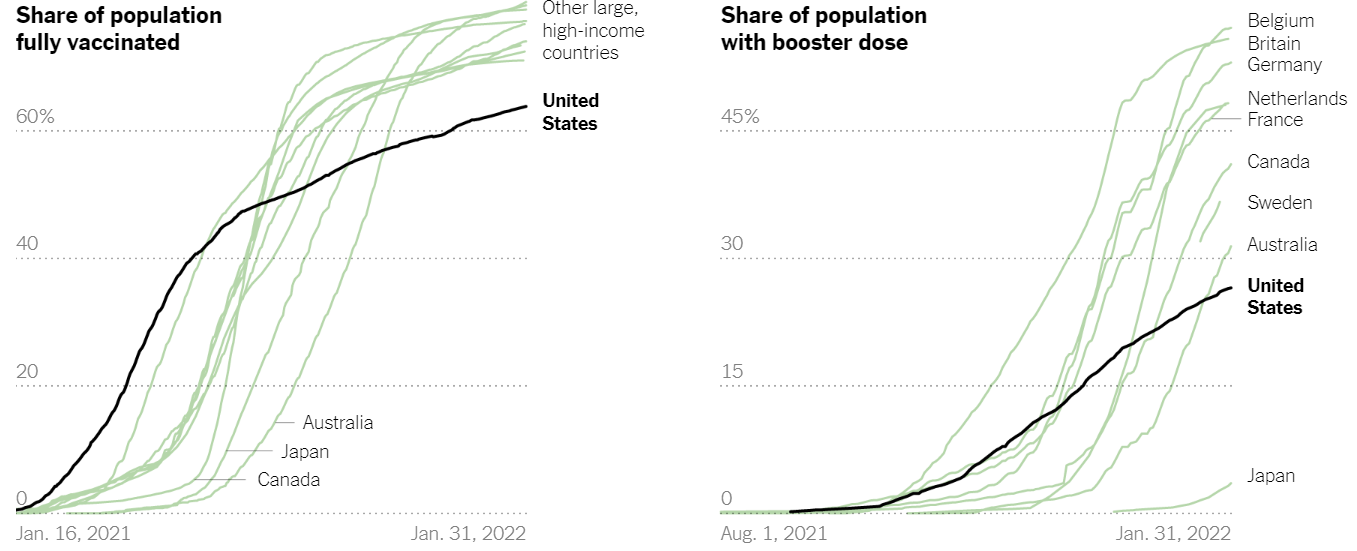 Share of population
fully vaccinated
Other large,
high-income
countries
United
States
60%
40
20
0
Australia
Japan
Canada
Jan. 16, 2021
Jan. 31, 2022
Share of population
with booster dose
Belgium
Britain
Germany
Netherlands
France
Canada
Sweden
Australia
United
States
Japan
45%
30
15
0
Aug. 1, 2021
Jan. 31, 2022